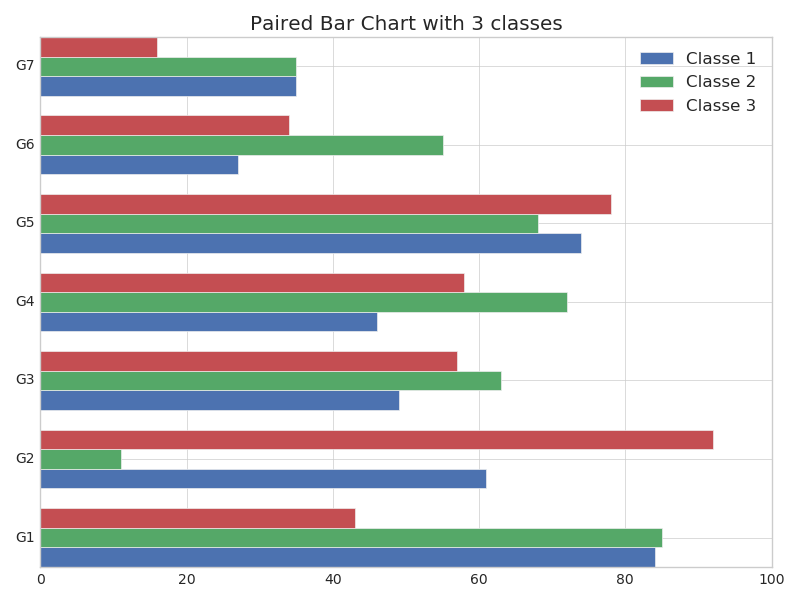 Paired Bar Chart with 3 classes
Classe 1
Classe 2
Classe 3
G7
G6
G5
G4
G3
G2
G1
0 20 40 60 80 100